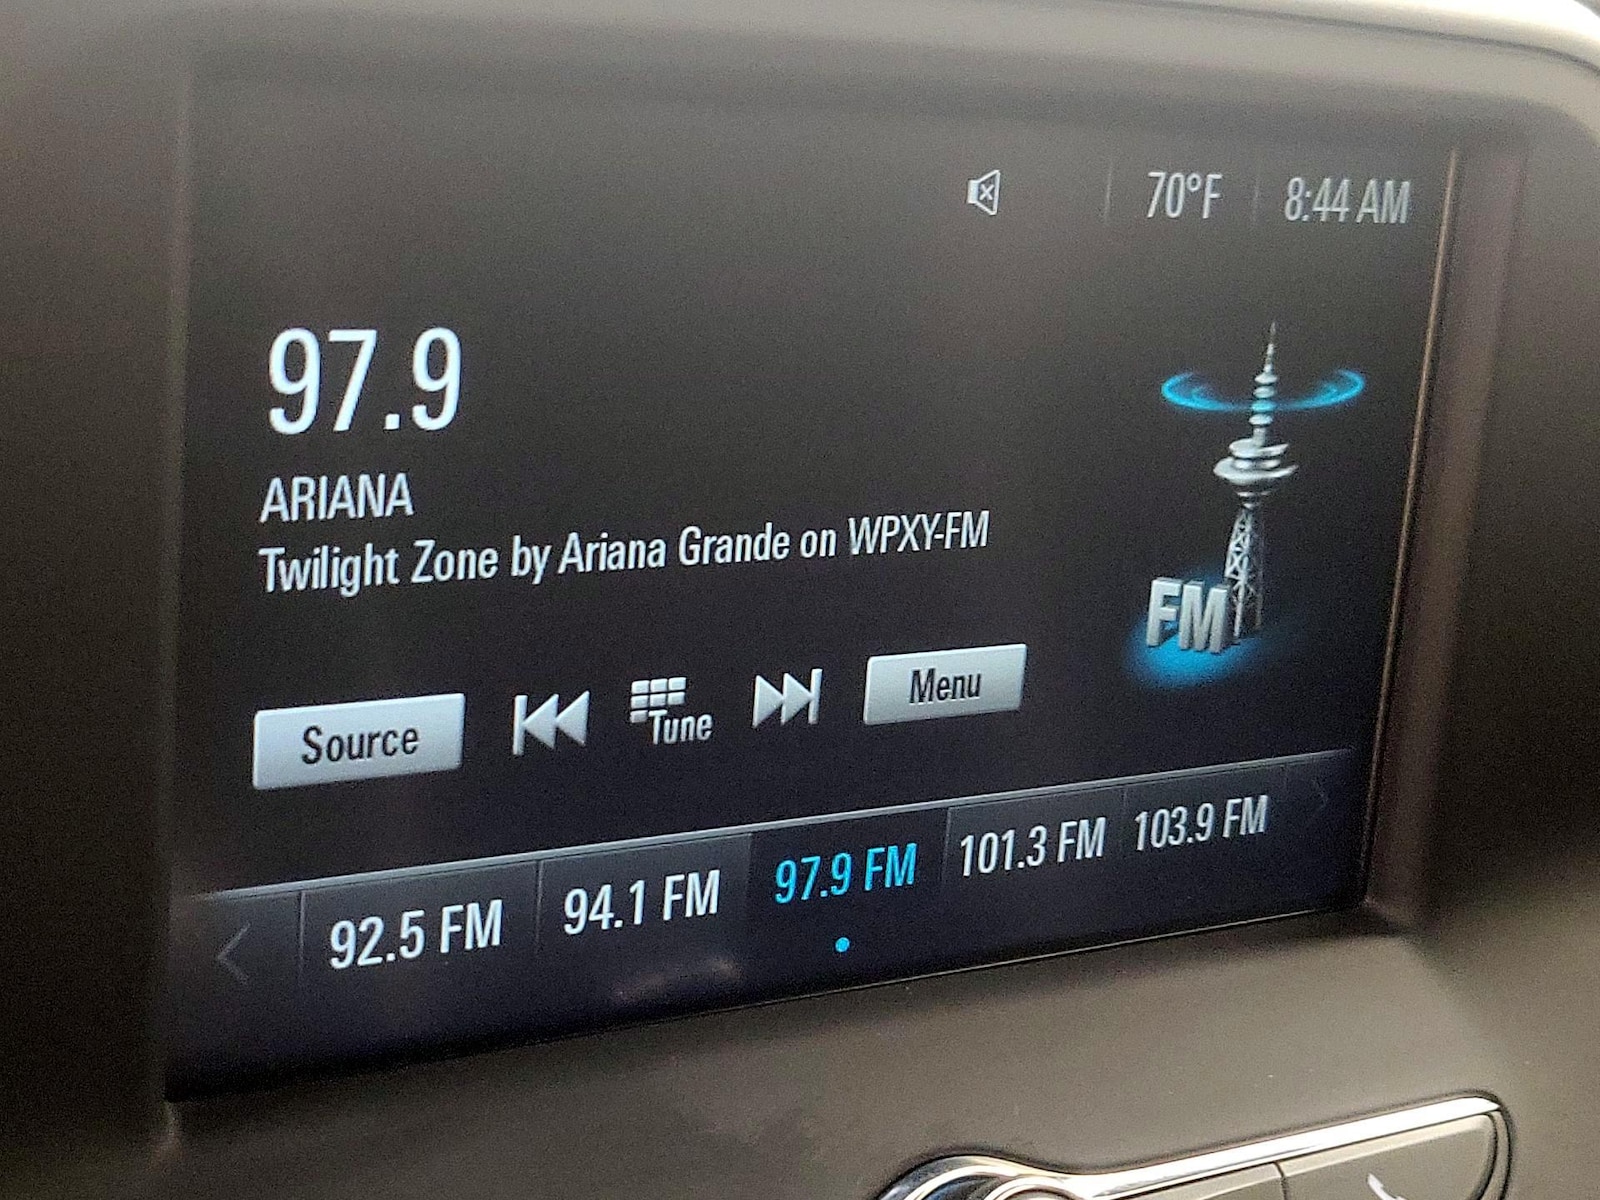 70°F 8:44 AM
97.9
ARIANA
Twilight Zone by Ariana Grande on WPXY-FM
FM
Source Tune Menu
92.5 FM 94.1 FM 97.9 FM 101.3 FM 103.9 FM